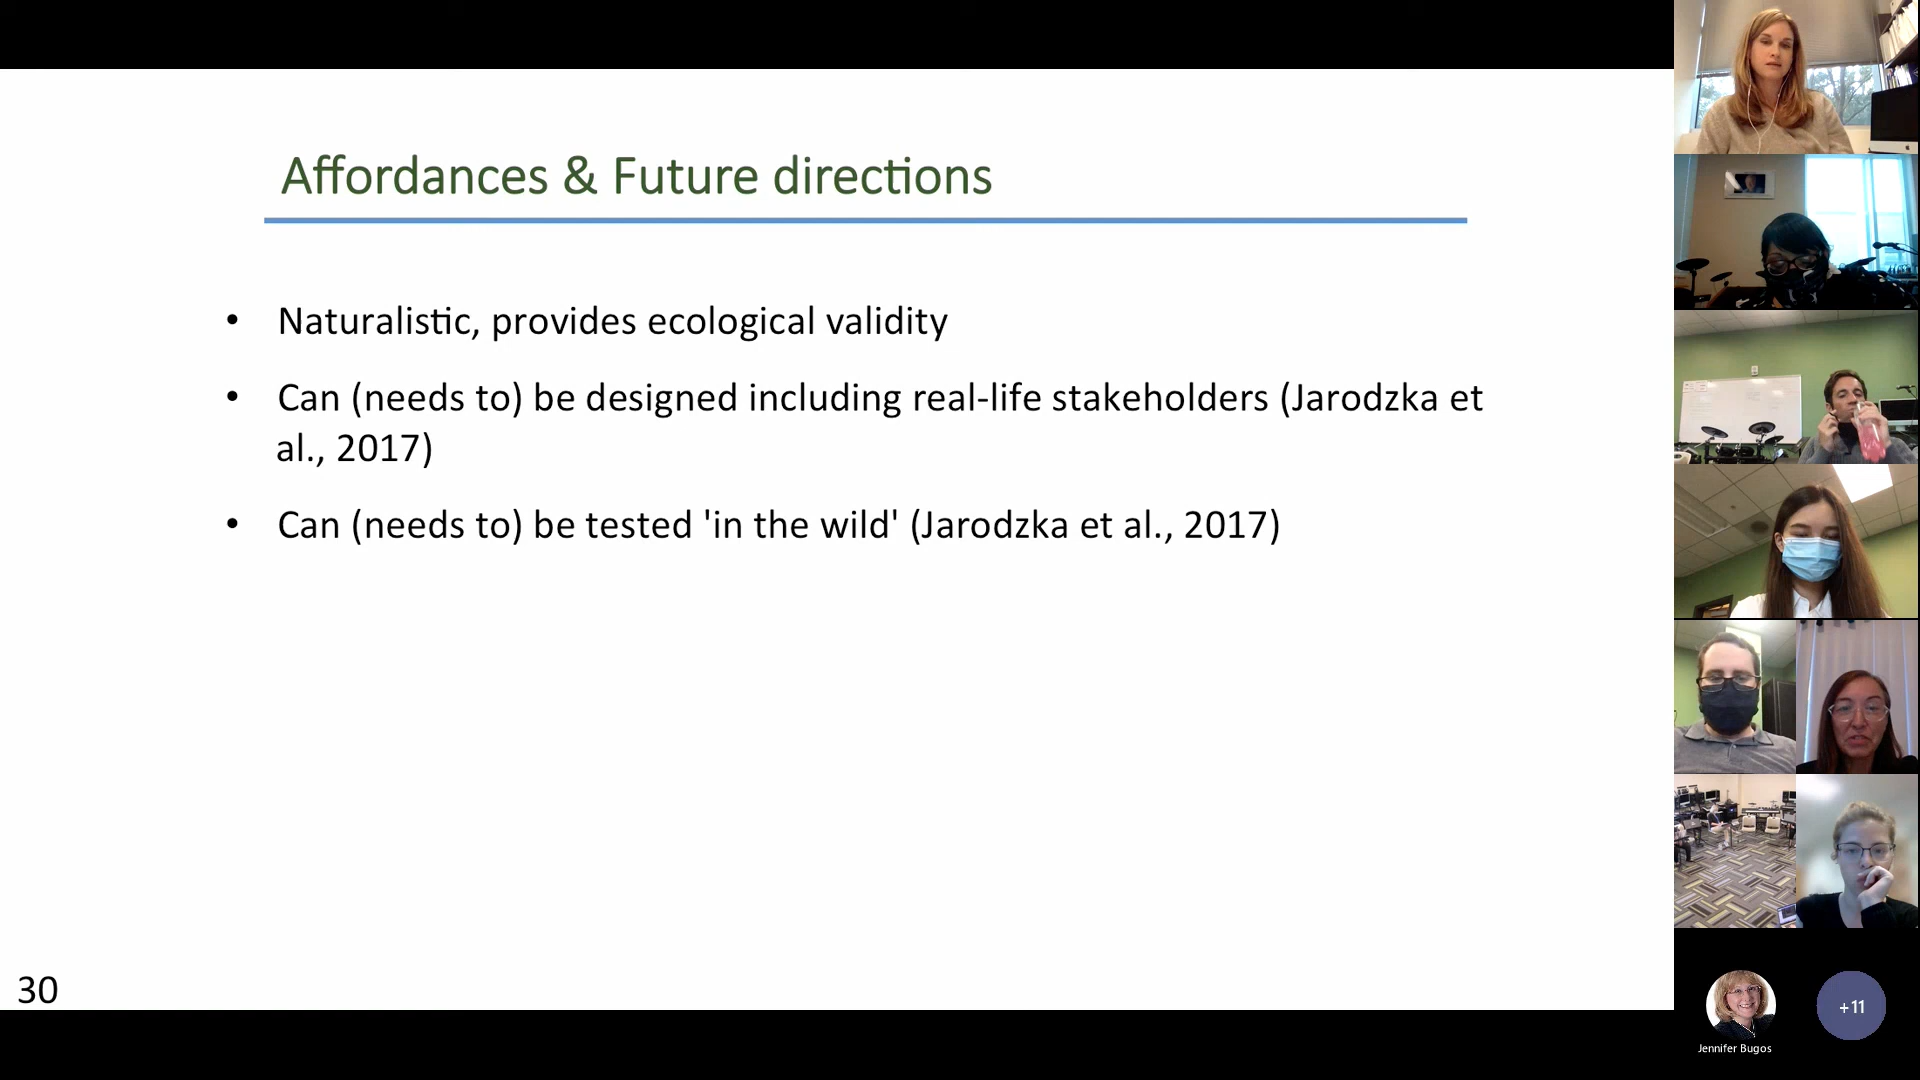 Affordances & Future directions
• Naturalistic, provides ecological validity
• Can (needs to) be designed including real-life stakeholders (Jarodzka et
al., 2017)
• Can (needs to) be tested 'in the wild' (Jarodzka et al., 2017)
30
+11
Jennifer Bugos